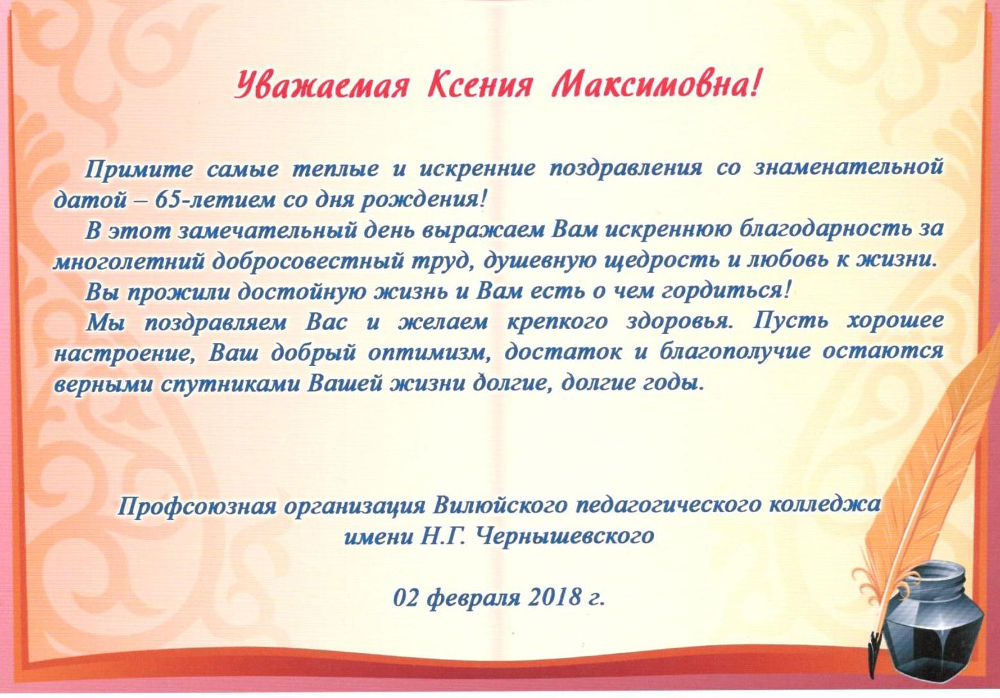 Уважаемая Ксения Максимовна!
Примите самые теплые и искренние поздравления со знаменательной
датой – 65-летием со дня рождения!
В этот замечательный день выражаем Вам искреннюю благодарность за
многолетний добросовестный труд, душевную щедрость и любовь к жизни.
Вы прожили достойную жизнь и Вам есть о чем гордиться!
Мы поздравляем Вас и желаем крепкого здоровья. Пусть хорошее
настроение, Ваш добрый оптимизм, достаток и благополучие остаются
верными спутниками Вашей жизни долгие, долгие годы.
Профсоюзная организация Вилюйского педагогического колледжа
имени Н.Г. Чернышевского
02 февраля 2018 г.